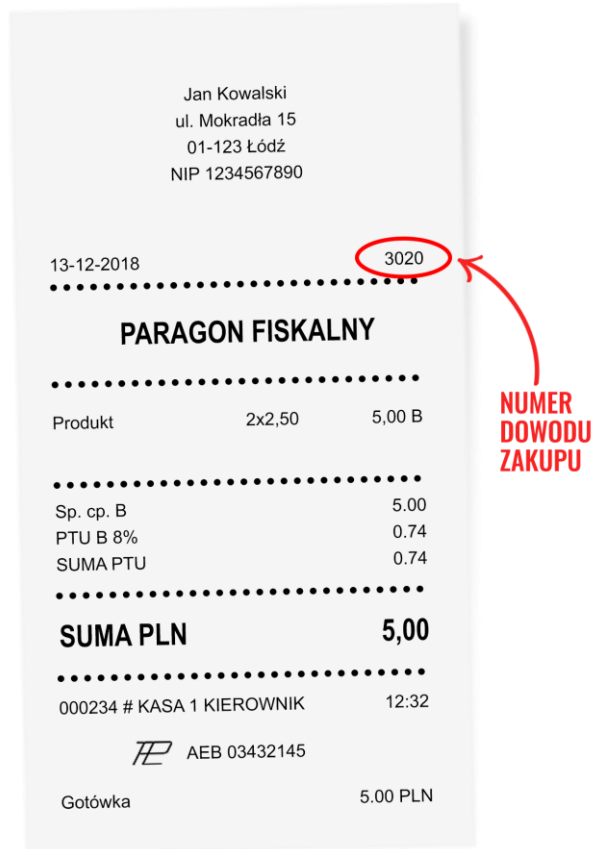 Jan Kowalski
ul. Mokradła 15
01-123 Łódź
NIP 1234567890
13-12-2018 3020
PARAGON FISKALNY
Produkt 2x2,50 5,00 B
Sp. cp. B 5.00
PTU B 8% 0.74
SUMA PTU 0.74
SUMA PLN 5,00
000234 # KASA 1 KIEROWNIK 12:32
AEB 03432145
Gotówka 5.00 PLN
NUMER
DOWODU
ZAKUPU